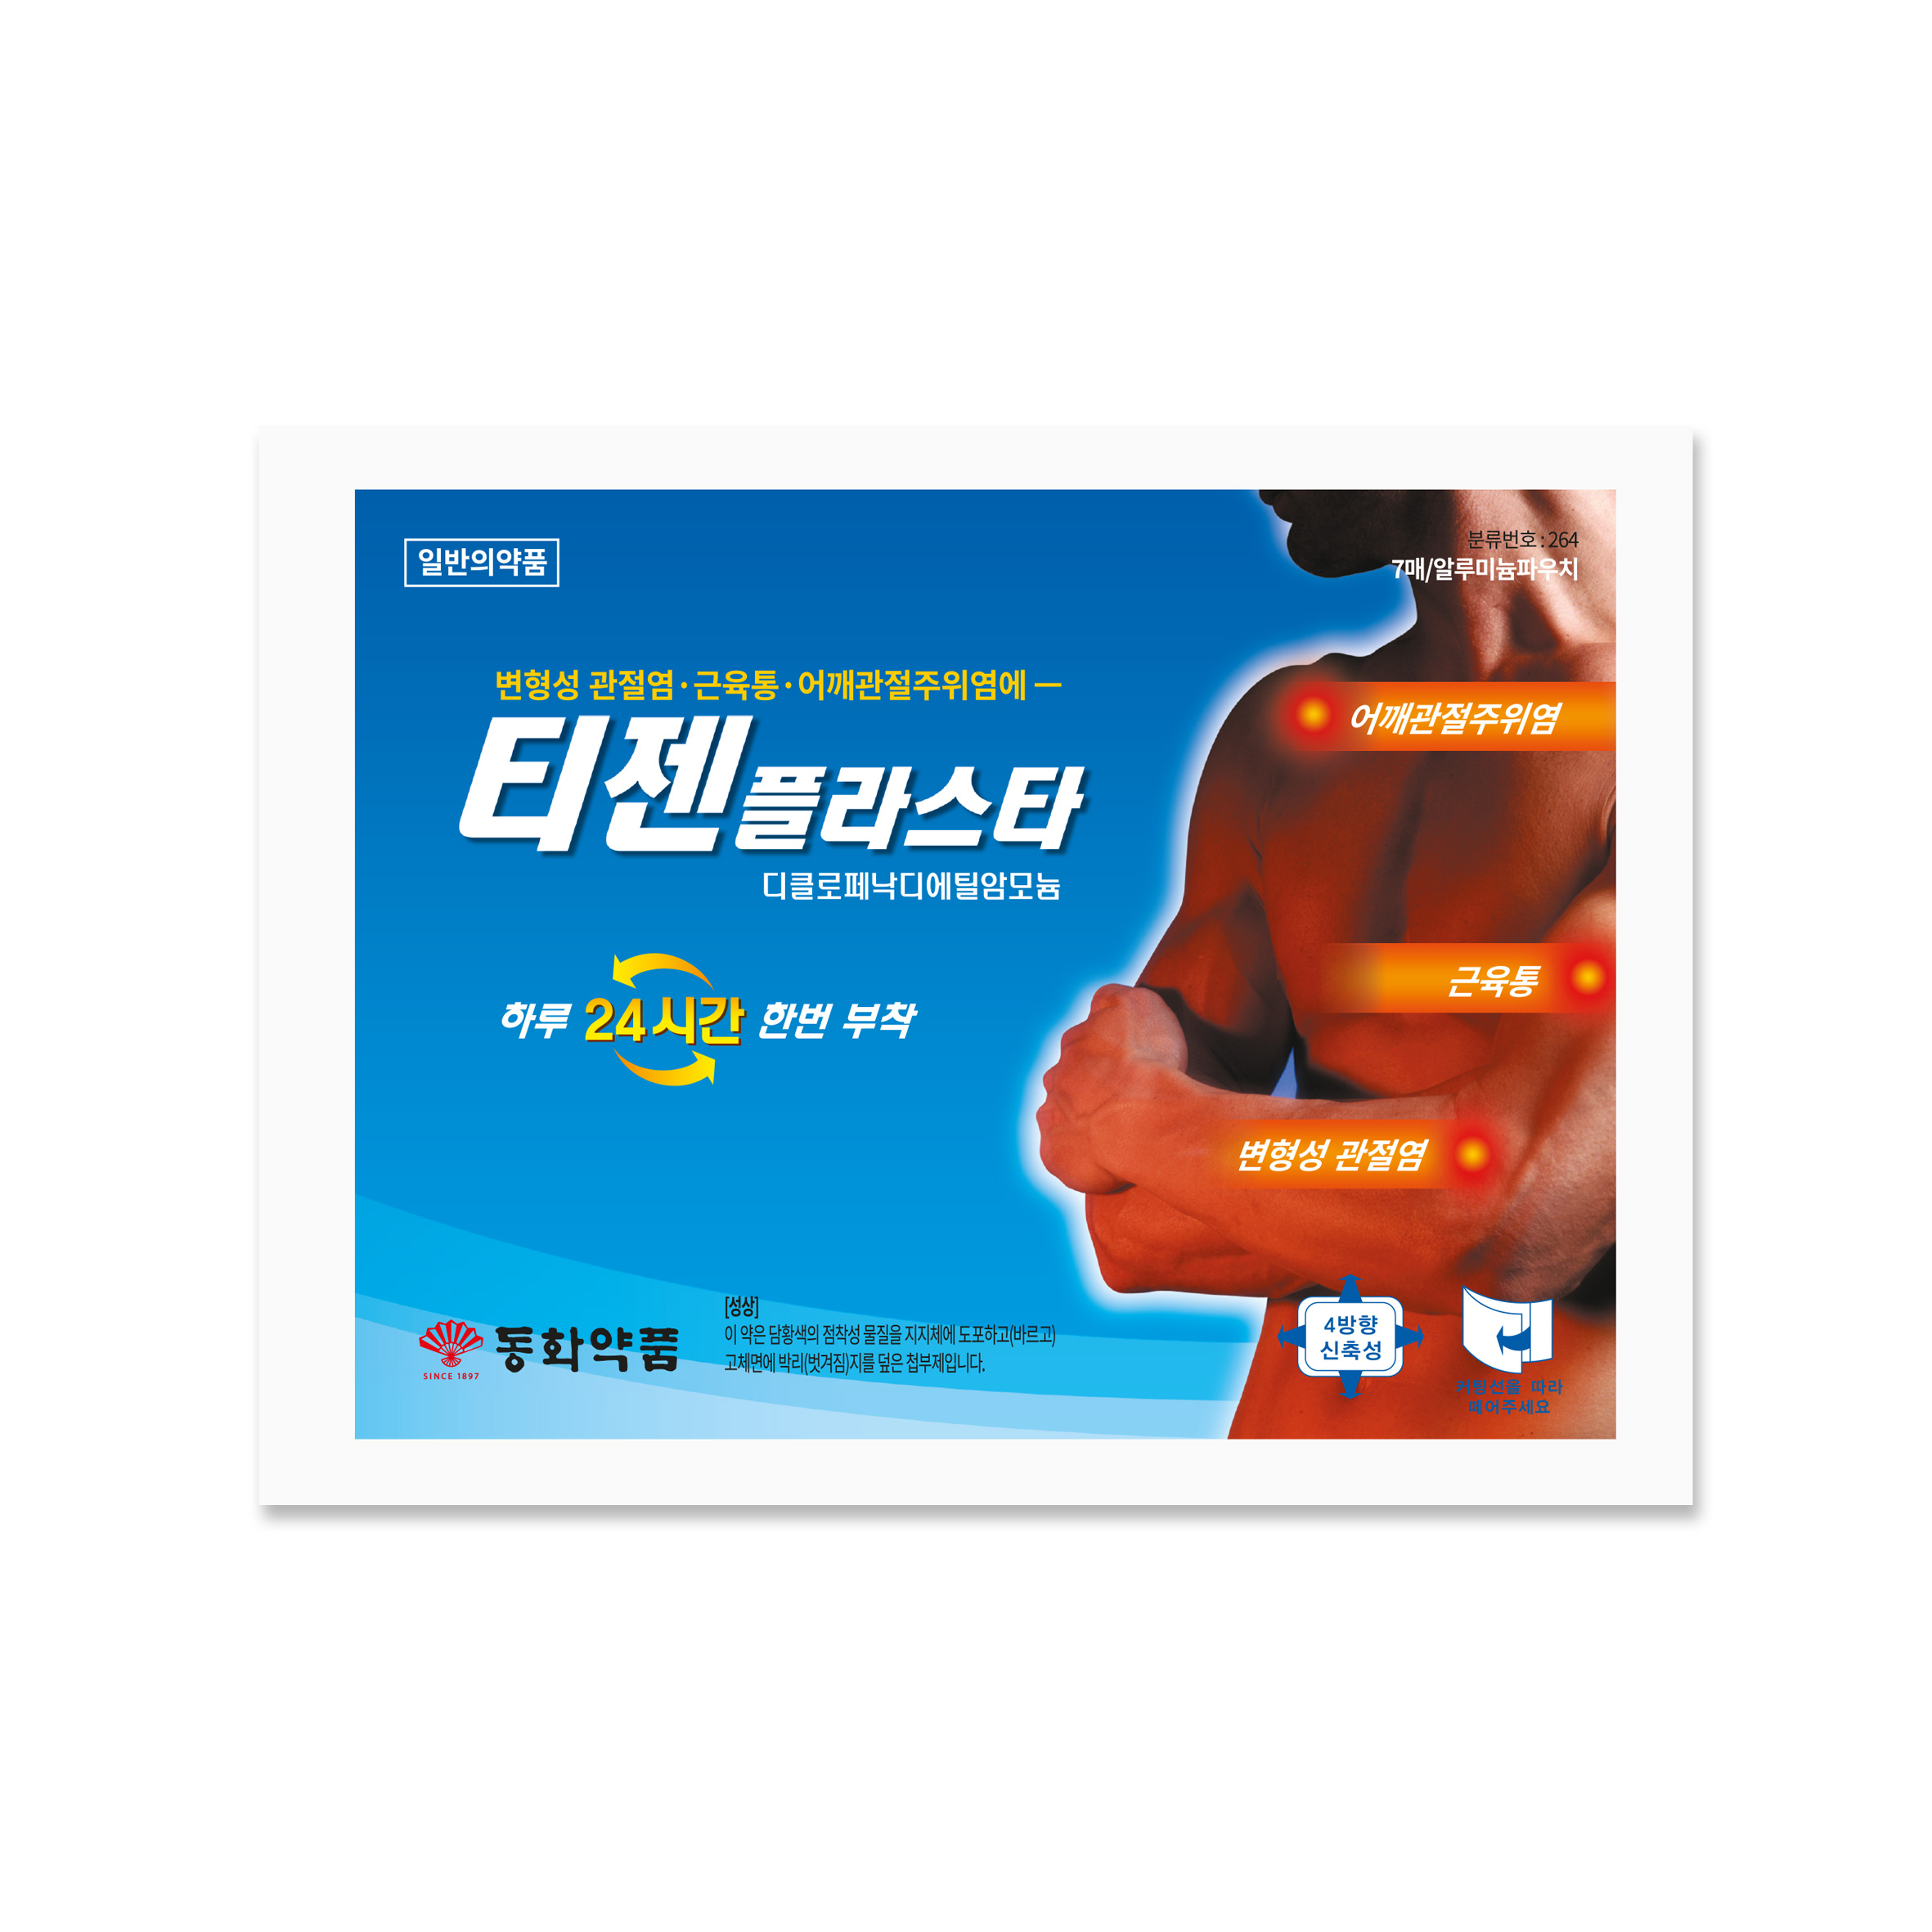 일반의약품
분류번호 : 264
7매/알루미늄파우치
변형성 관절염·근육통·어깨관절주위염에 —
티젠플라스타
디클로페낙디에틸암모늄
하루 24시간 한번 부착
어깨관절주위염
근육통
변형성 관절염
SINCE 1897
동화약품
[성상]
이 약은 담황색의 점착성 물질을 지지체에 도포하고(바르고)
고체면에 박리(벗겨짐)지를 덮은 첩부제입니다.
4방향
신축성
커팅선을 따라
떼어주세요